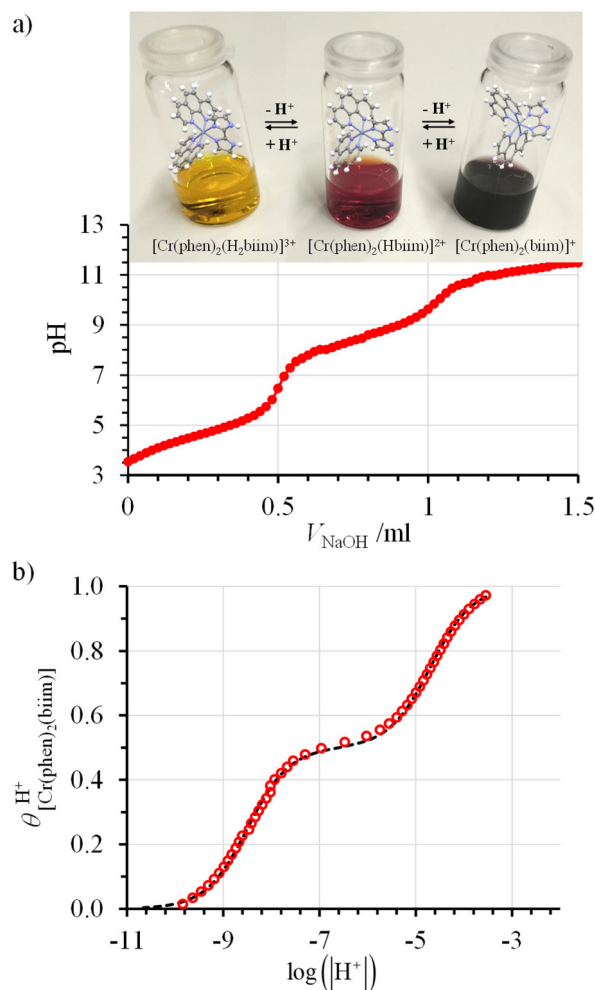 a)
- H⁺ - H⁺
+ H⁺ + H⁺
[Cr(phen)₂(H₂biim)]³⁺ [Cr(phen)₂(Hbiim)]²⁺ [Cr(phen)₂(biim)]⁺
13
11
9
7
5
3
pH
0 0.5 1 1.5
V_NaOH /ml
b)
1.0
0.8
0.6
0.4
0.2
0.0
θ^H⁺_[Cr(phen)₂(biim)]
-11 -9 -7 -5 -3
log(|H⁺|)